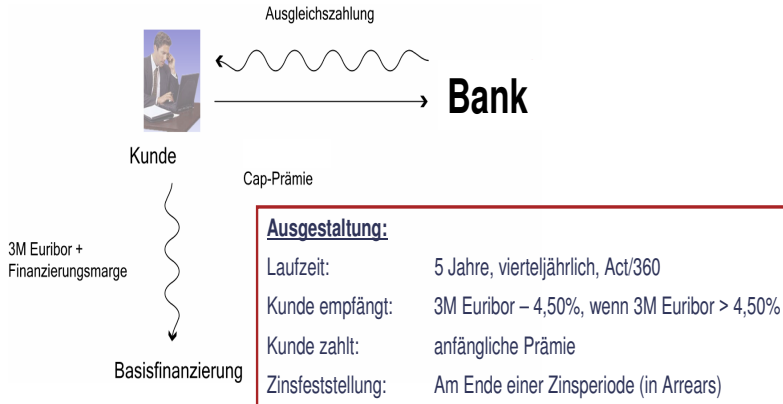 Ausgleichszahlung
Bank
Kunde
Cap-Prämie
3M Euribor +
Finanzierungsmarge
Basisfinanzierung
Ausgestaltung:
Laufzeit: 5 Jahre, vierteljährlich, Act/360
Kunde empfängt: 3M Euribor – 4,50%, wenn 3M Euribor > 4,50%
Kunde zahlt: anfängliche Prämie
Zinsfeststellung: Am Ende einer Zinsperiode (in Arrears)